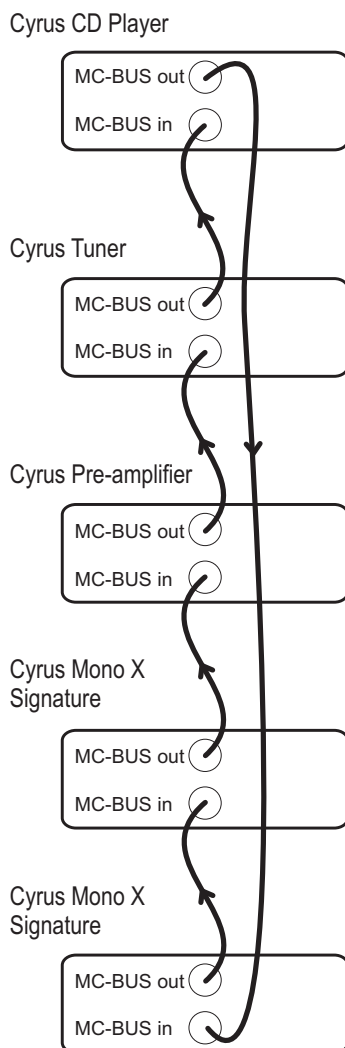 Cyrus CD Player
MC-BUS out
MC-BUS in
Cyrus Tuner
MC-BUS out
MC-BUS in
Cyrus Pre-amplifier
MC-BUS out
MC-BUS in
Cyrus Mono X
Signature
MC-BUS out
MC-BUS in
Cyrus Mono X
Signature
MC-BUS out
MC-BUS in